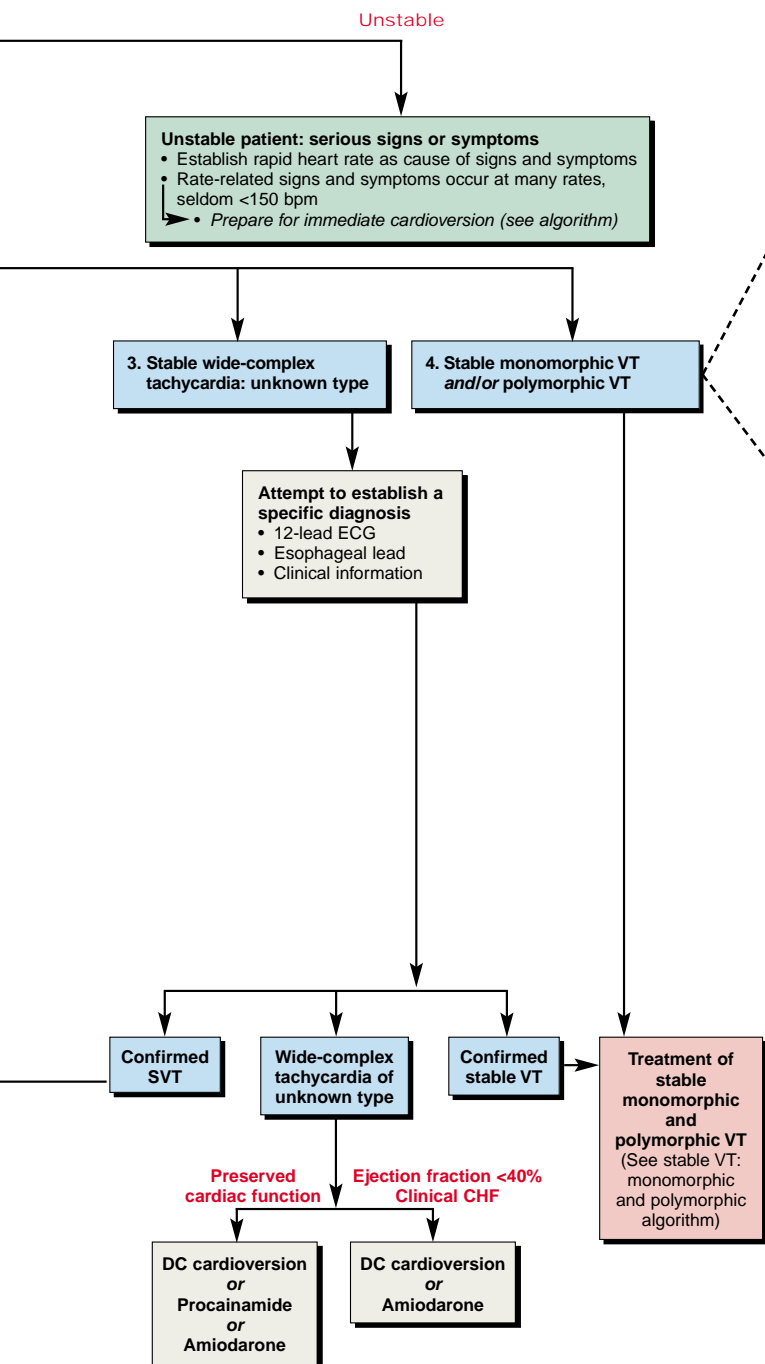 Unstable
Unstable patient: serious signs or symptoms
• Establish rapid heart rate as cause of signs and symptoms
• Rate-related signs and symptoms occur at many rates,
seldom <150 bpm
• Prepare for immediate cardioversion (see algorithm)
3. Stable wide-complex
tachycardia: unknown type
4. Stable monomorphic VT
and/or polymorphic VT
Attempt to establish a
specific diagnosis
• 12-lead ECG
• Esophageal lead
• Clinical information
Confirmed
SVT
Wide-complex
tachycardia of
unknown type
Confirmed
stable VT
Treatment of
stable
monomorphic
and
polymorphic VT
(See stable VT:
monomorphic
and polymorphic
algorithm)
Preserved
cardiac function
Ejection fraction <40%
Clinical CHF
DC cardioversion
or
Procainamide
or
Amiodarone
DC cardioversion
or
Amiodarone